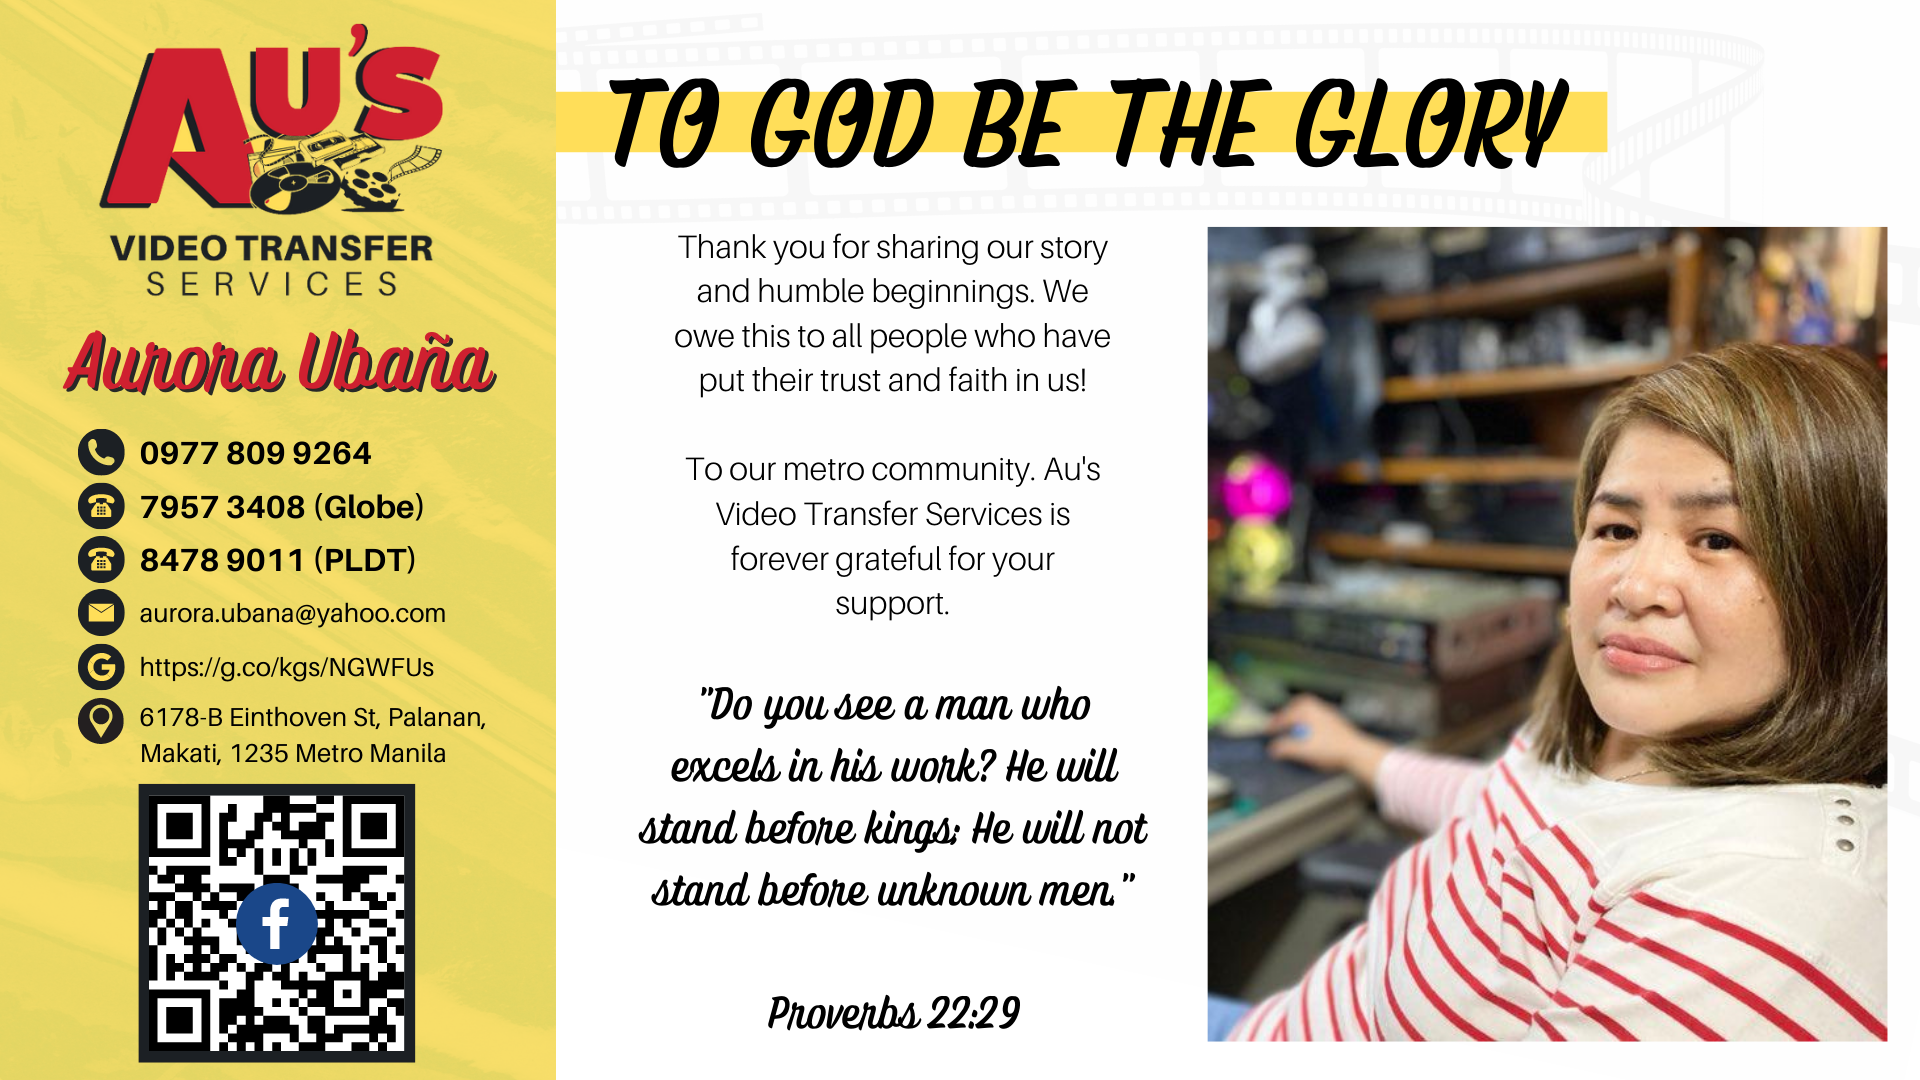 AU'S
VIDEO TRANSFER
SERVICES
Aurora Ubaña
0977 809 9264
7957 3408 (Globe)
8478 9011 (PLDT)
aurora.ubana@yahoo.com
G
https://g.co/kgs/NGWFUs
6178-B Einthoven St, Palanan,
Makati, 1235 Metro Manila
f
TO GOD BE THE GLORY
Thank you for sharing our story
and humble beginnings. We
owe this to all people who have
put their trust and faith in us!
To our metro community. Au's
Video Transfer Services is
forever grateful for your
support.
"Do you see a man who
excels in his work? He will
stand before kings; He will not
stand before unknown men."
Proverbs 22:29